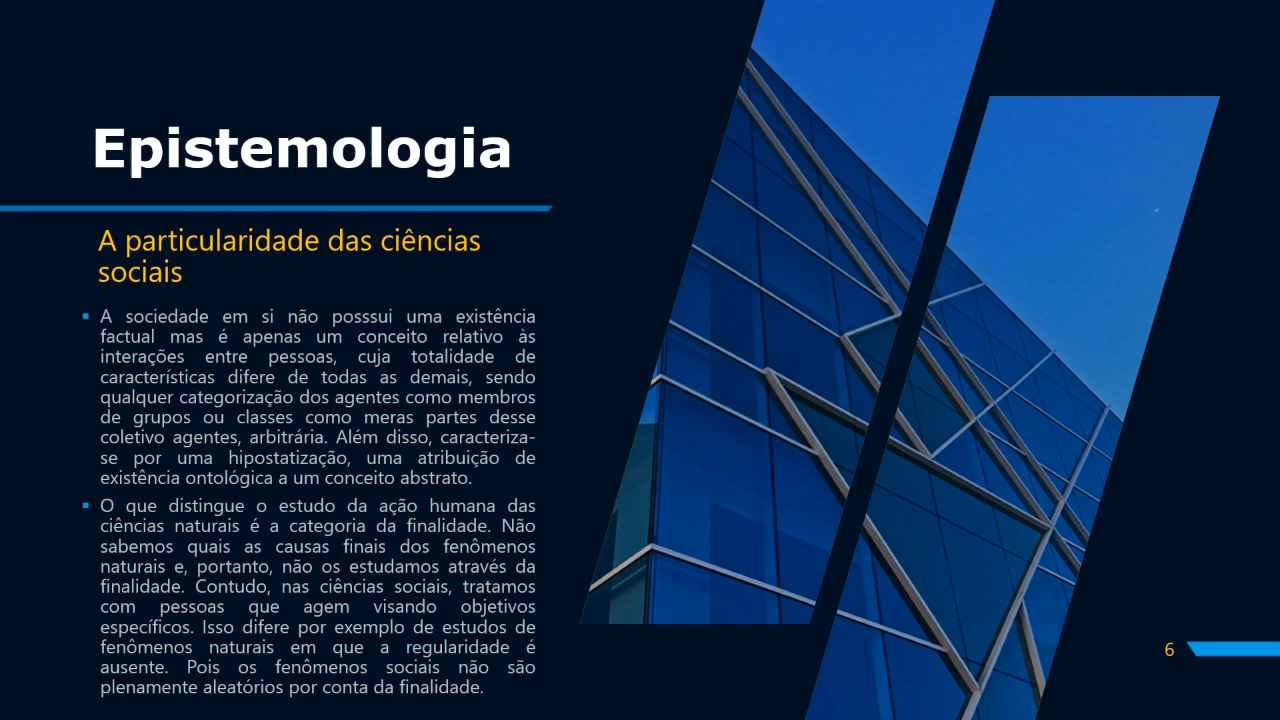 Epistemologia
A particularidade das ciências
sociais
A sociedade em si não posssui uma existência
factual mas é apenas um conceito relativo às
interações entre pessoas, cuja totalidade de
características difere de todas as demais, sendo
qualquer categorização dos agentes como membros
de grupos ou classes como meras partes desse
coletivo agentes, arbitrária. Além disso, caracteriza-
se por uma hipostatização, uma atribuição de
existência ontológica a um conceito abstrato.
O que distingue o estudo da ação humana das
ciências naturais é a categoria da finalidade. Não
sabemos quais as causas finais dos fenômenos
naturais e, portanto, não os estudamos através da
finalidade. Contudo, nas ciências sociais, tratamos
com pessoas que agem visando objetivos
específicos. Isso difere por exemplo de estudos de
fenômenos naturais em que a regularidade é
ausente. Pois os fenômenos sociais não são
plenamente aleatórios por conta da finalidade.
6